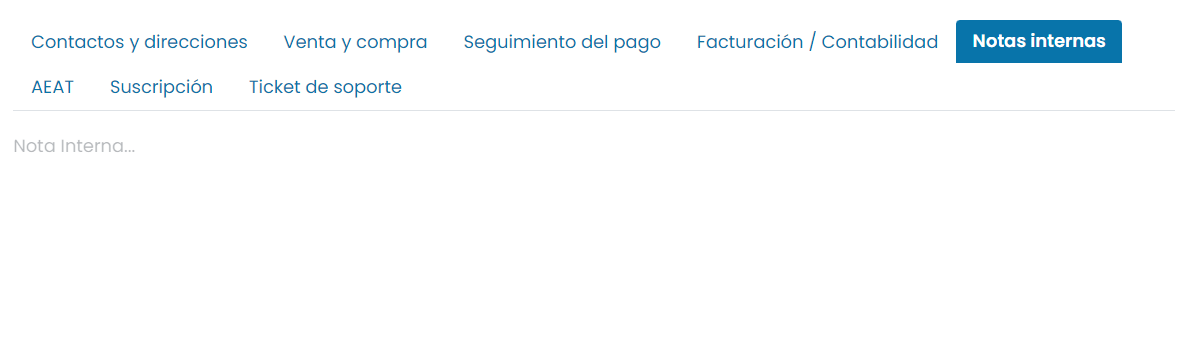 Contactos y direcciones Venta y compra Seguimiento del pago Facturación / Contabilidad Notas internas
AEAT Suscripción Ticket de soporte
Nota Interna...